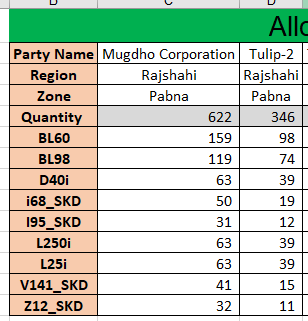 B C D
Allo
Party Name Mugdho Corporation Tulip-2
Region Rajshahi Rajshahi
Zone Pabna Pabna
Quantity 622 346
BL60 159 98
BL98 119 74
D40i 63 39
i68_SKD 50 19
I95_SKD 31 12
L250i 63 39
L25i 63 39
V141_SKD 41 15
Z12_SKD 32 11